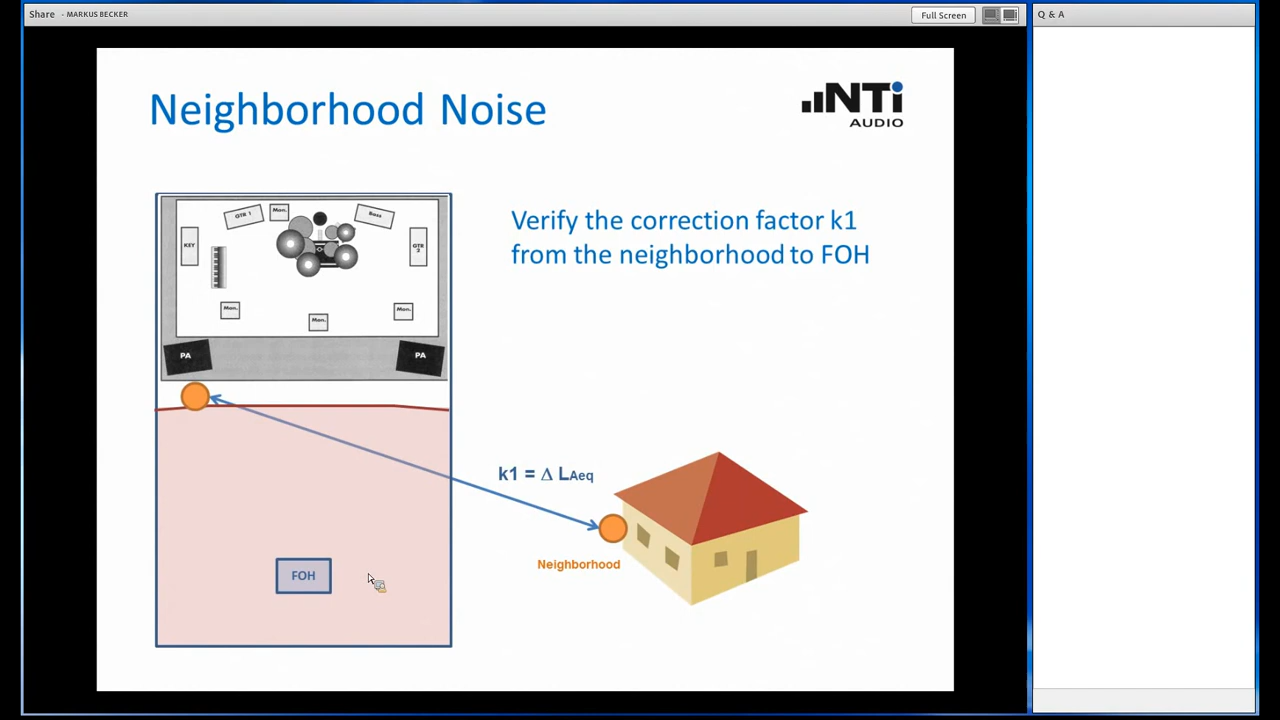 Share - MARKUS BECKER
Full Screen
Q & A
Neighborhood Noise
NTi
AUDIO
GTR 1
Mon.
Bass
KEY
GTR 2
Mon.
Mon.
Mon.
PA
PA
Verify the correction factor k1
from the neighborhood to FOH
k1 = Δ LAeq
Neighborhood
FOH